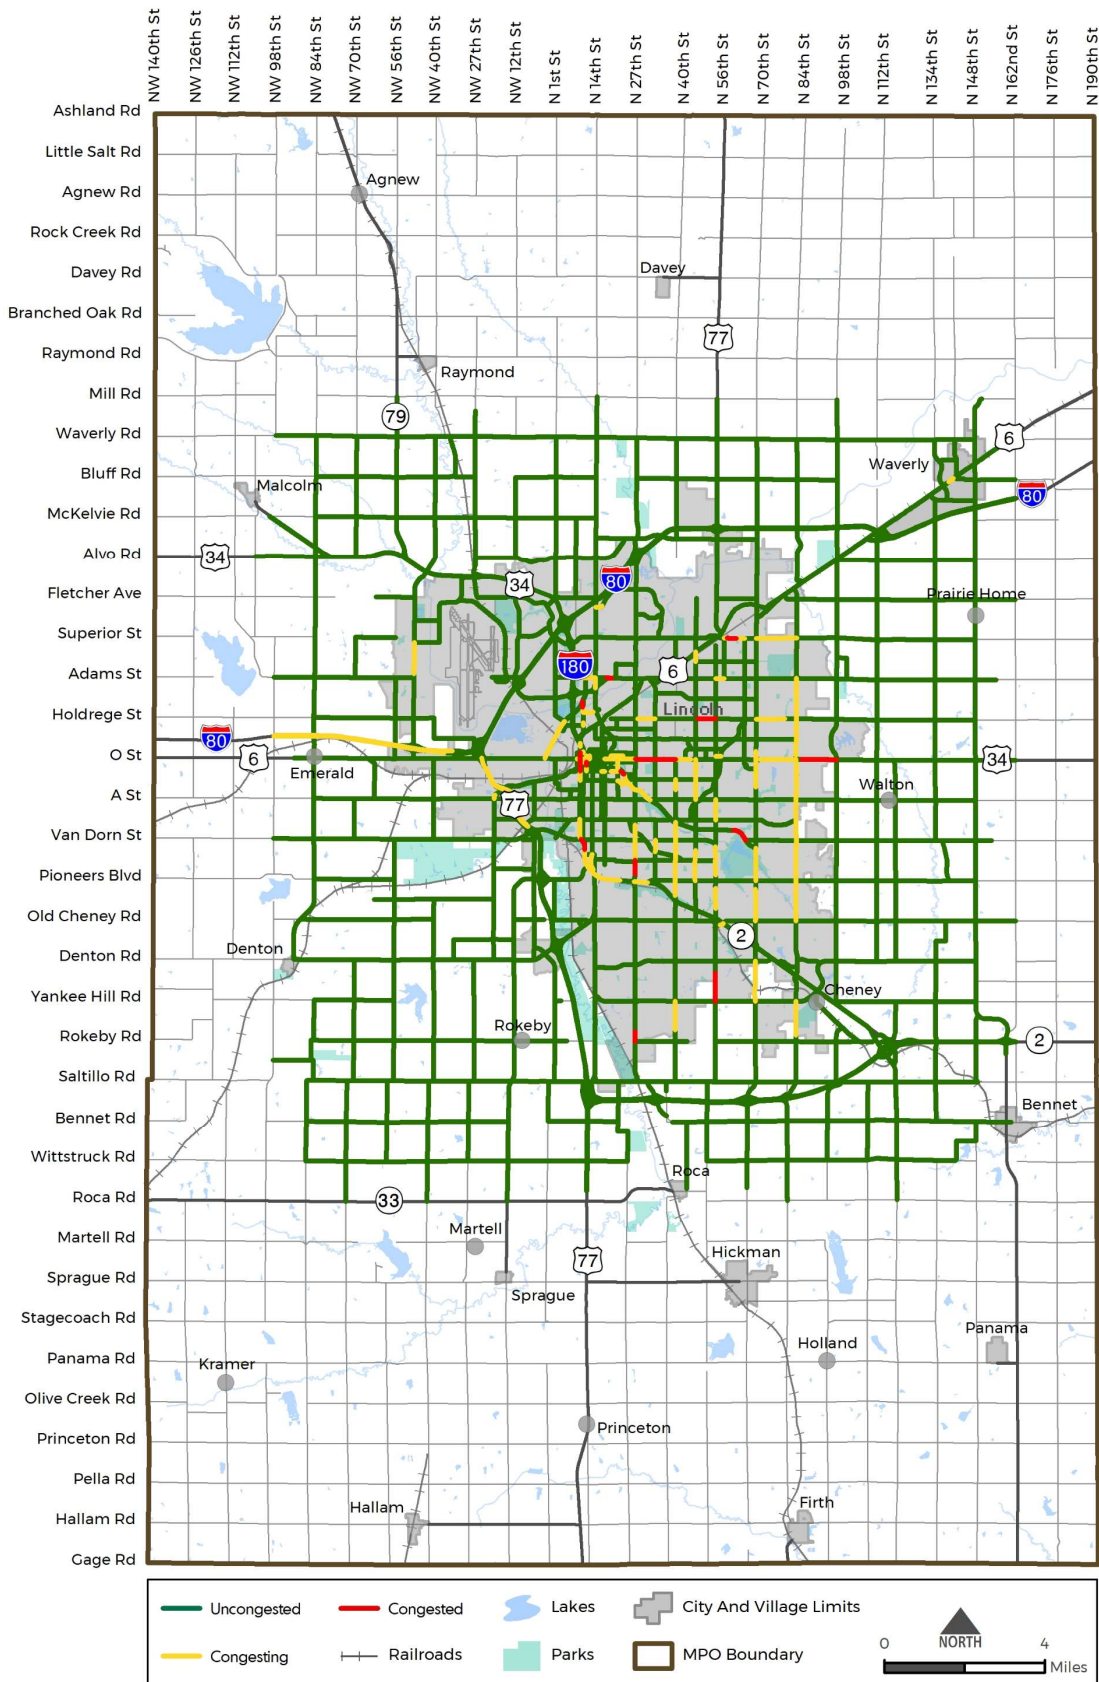 NW 140th St
NW 126th St
NW 112th St
NW 98th St
NW 84th St
NW 70th St
NW 56th St
NW 40th St
NW 27th St
NW 12th St
N 1st St
N 14th St
N 27th St
N 40th St
N 56th St
N 70th St
N 84th St
N 98th St
N 112th St
N 134th St
N 148th St
N 162nd St
N 176th St
N 190th St
Ashland Rd
Little Salt Rd
Agnew Rd
Agnew
Rock Creek Rd
Davey Rd
Davey
Branched Oak Rd
77
Raymond Rd
Raymond
Mill Rd
79
Waverly Rd
6
Bluff Rd
Waverly
Malcolm
80
McKelvie Rd
Alvo Rd
34
34
80
Fletcher Ave
Prairie Home
Superior St
180
6
Adams St
Holdrege St
Lincoln
80
O St
6
34
Emerald
A St
77
Walton
Van Dorn St
Pioneers Blvd
Old Cheney Rd
2
Denton
Denton Rd
Yankee Hill Rd
Cheney
Rokeby
Rokeby Rd
2
Saltillo Rd
Bennet
Bennet Rd
Wittstruck Rd
Roca
Roca Rd
33
Martell
Martell Rd
Hickman
77
Sprague Rd
Sprague
Stagecoach Rd
Panama
Holland
Panama Rd
Kramer
Olive Creek Rd
Princeton
Princeton Rd
Pella Rd
Hallam
Firth
Hallam Rd
Gage Rd
Uncongested
Congested
Lakes
City And Village Limits
Congesting
Railroads
Parks
MPO Boundary
NORTH
0
4
Miles